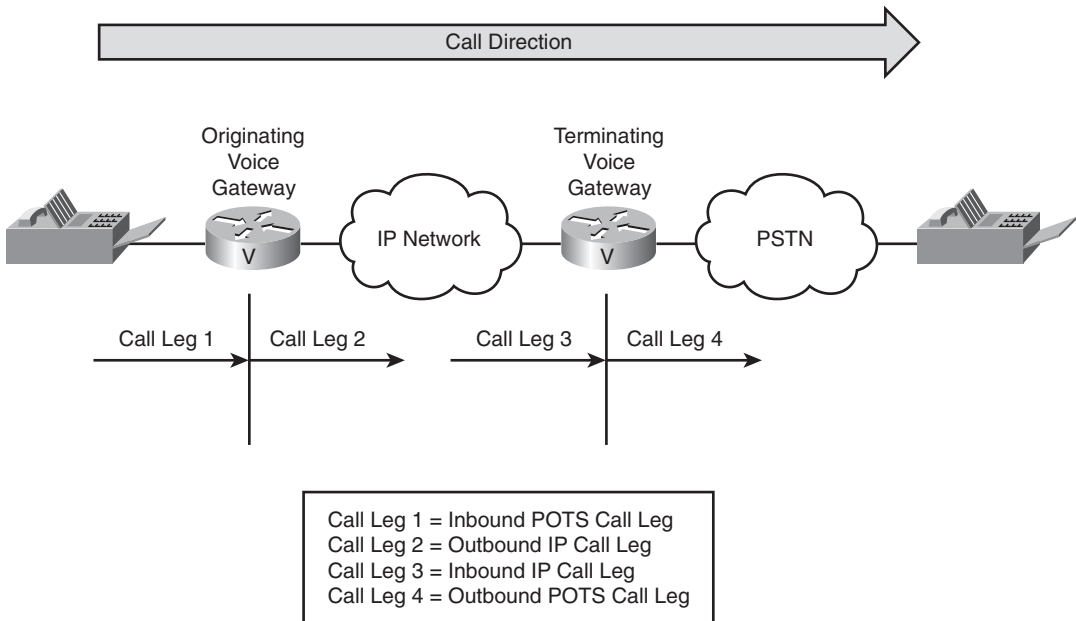 Call Direction
Originating
Voice
Gateway
Terminating
Voice
Gateway
V
IP Network
V
PSTN
Call Leg 1
Call Leg 2
Call Leg 3
Call Leg 4
Call Leg 1 = Inbound POTS Call Leg
Call Leg 2 = Outbound IP Call Leg
Call Leg 3 = Inbound IP Call Leg
Call Leg 4 = Outbound POTS Call Leg